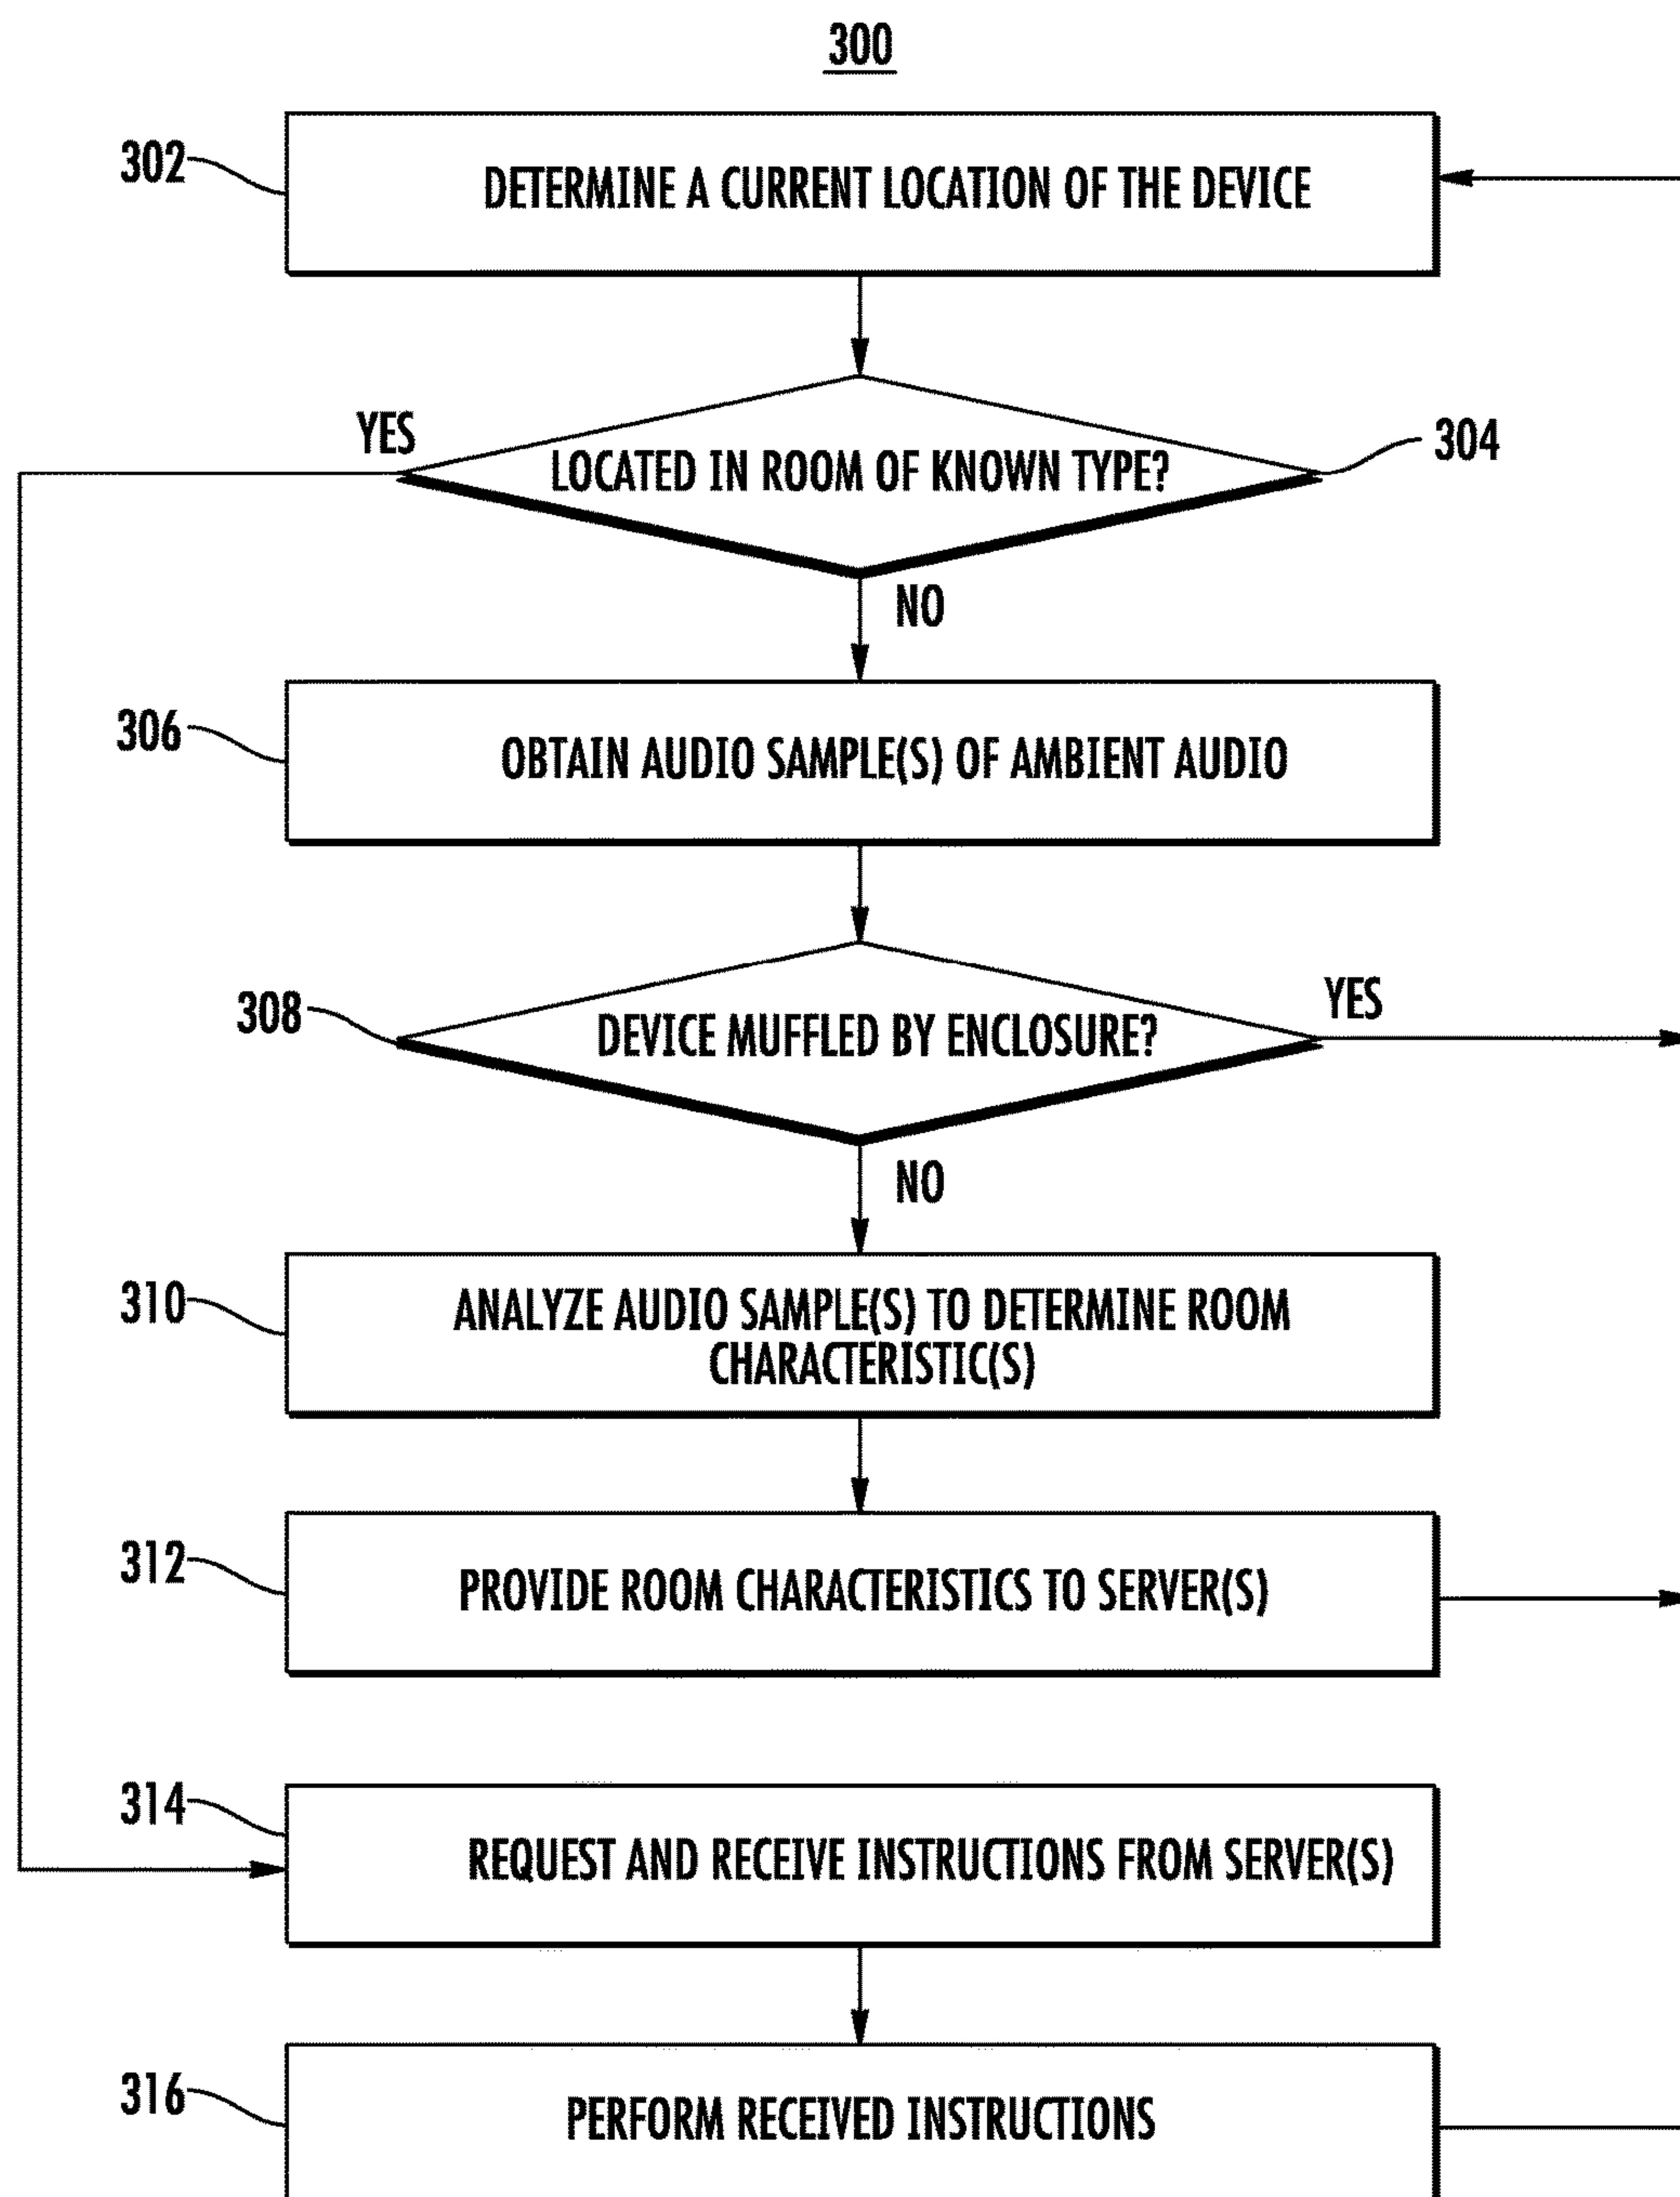 300
302
DETERMINE A CURRENT LOCATION OF THE DEVICE
YES
LOCATED IN ROOM OF KNOWN TYPE?
304
NO
306
OBTAIN AUDIO SAMPLE(S) OF AMBIENT AUDIO
308
DEVICE MUFFLED BY ENCLOSURE?
YES
NO
310
ANALYZE AUDIO SAMPLE(S) TO DETERMINE ROOM
CHARACTERISTIC(S)
312
PROVIDE ROOM CHARACTERISTICS TO SERVER(S)
314
REQUEST AND RECEIVE INSTRUCTIONS FROM SERVER(S)
316
PERFORM RECEIVED INSTRUCTIONS